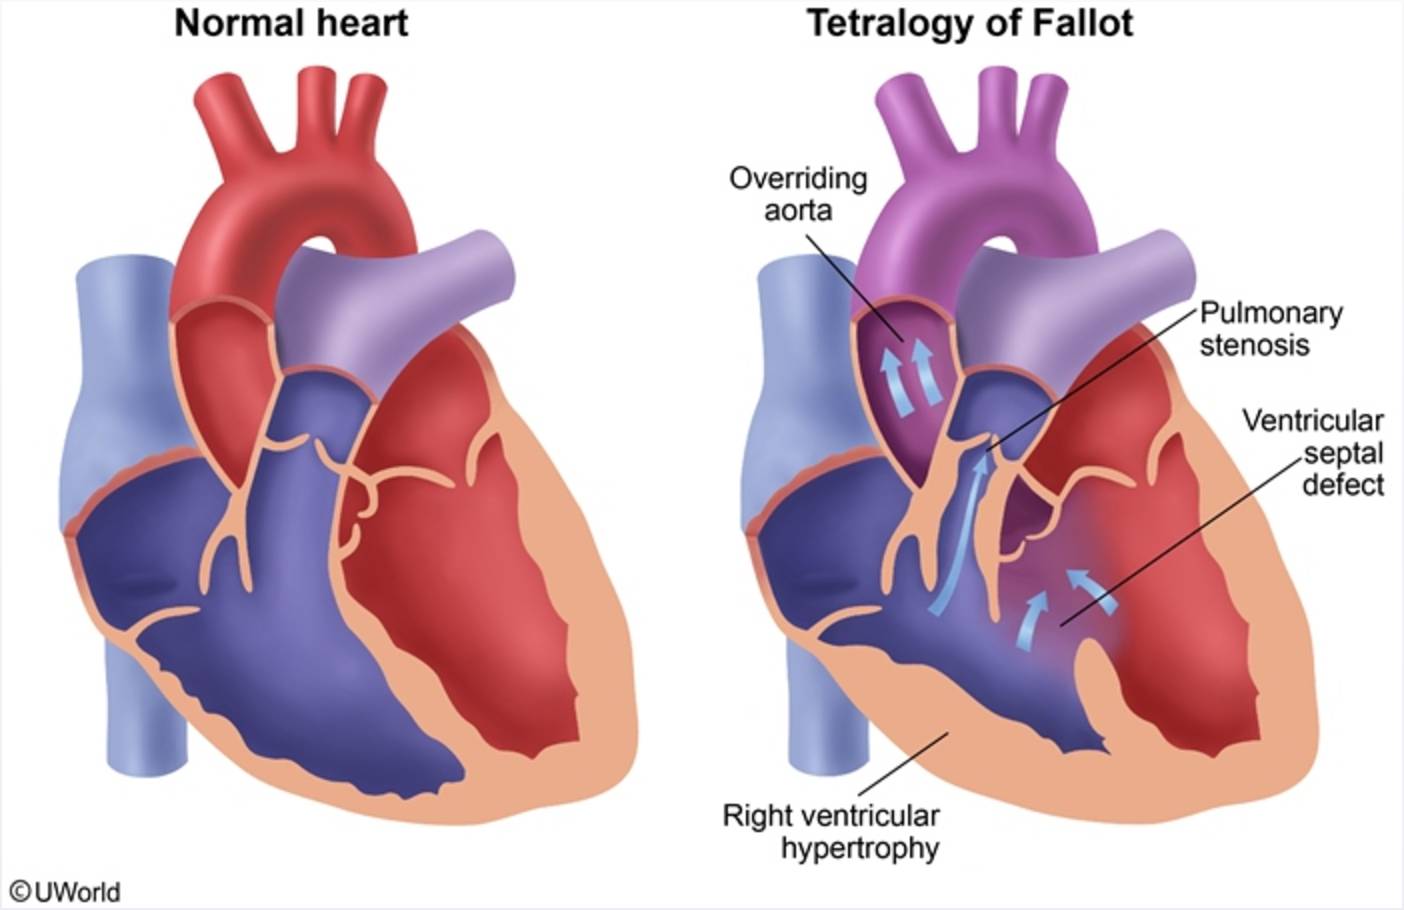 Normal heart
Tetralogy of Fallot
Overriding
aorta
Pulmonary
stenosis
Ventricular
septal
defect
Right ventricular
hypertrophy
©UWorld